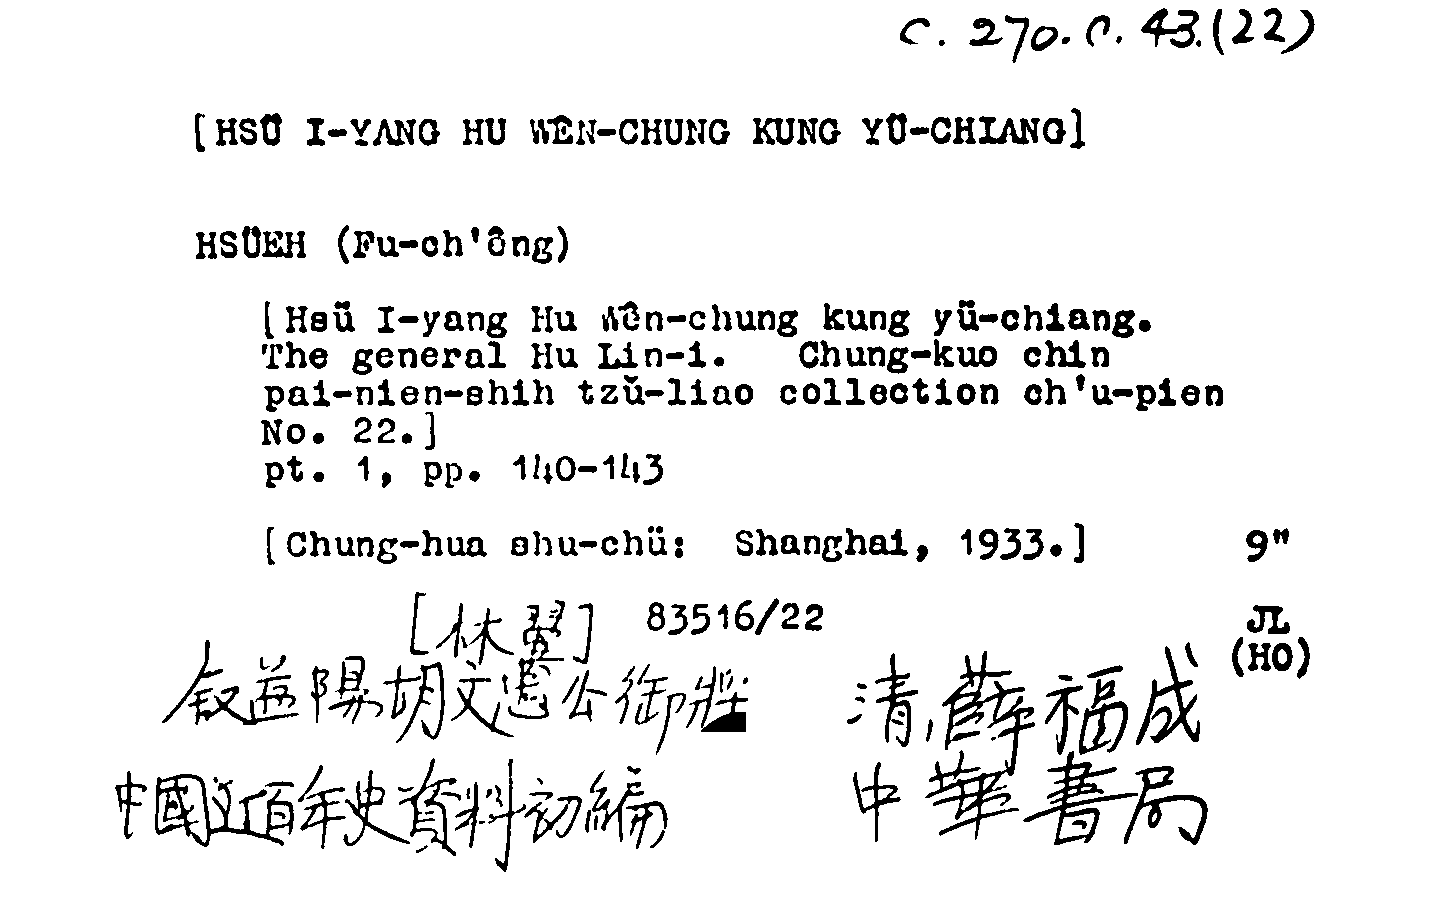 C. 270. C. 43.(22)
[HSÜ I-YANG HU WÊN-CHUNG KUNG YÜ-CHIANG]
HSÜEH (Fu-ch'êng)
[Hsü I-yang Hu Wên-chung kung yü-chiang.
The general Hu Lin-i. Chung-kuo chin
pai-nien-shih tzŭ-liao collection ch'u-pien
No. 22.]
pt. 1, pp. 140-143
[Chung-hua shu-chü: Shanghai, 1933.] 9"
[林翼] 83516/22 JL
(HO)
叙益陽胡文忠公御將 清,薛福成
中國近百年史資料初編 中華書局